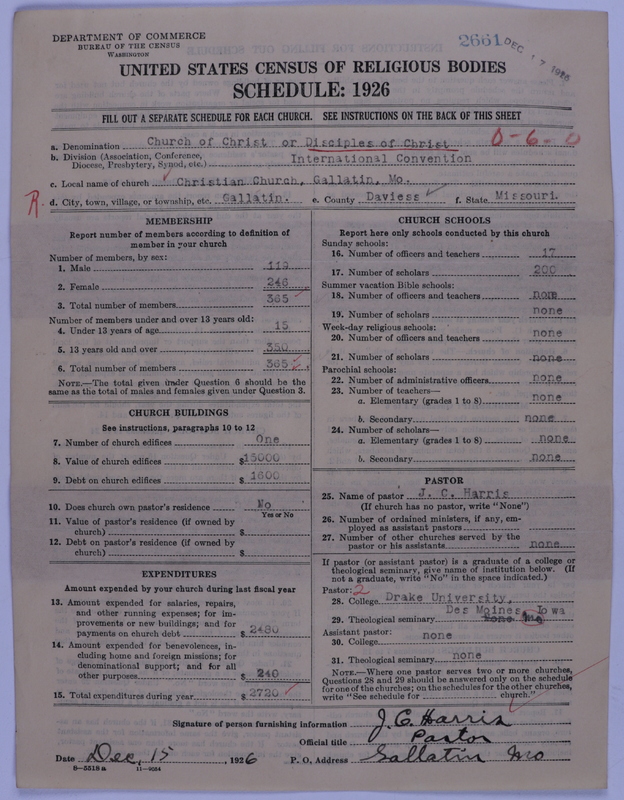 DEPARTMENT OF COMMERCE
BUREAU OF THE CENSUS
WASHINGTON
2661 DEC 17 1926
UNITED STATES CENSUS OF RELIGIOUS BODIES
SCHEDULE: 1926
FILL OUT A SEPARATE SCHEDULE FOR EACH CHURCH. SEE INSTRUCTIONS ON THE BACK OF THIS SHEET
a. Denomination Church of Christ or Disciples of Christ 0-6-0
b. Division (Association, Conference, Diocese, Presbytery, Synod, etc.) International Convention
c. Local name of church Christian Church, Gallatin, Mo.
R d. City, town, village, or township, etc. Gallatin. e. County Daviess f. State Missouri.
MEMBERSHIP
Report number of members according to definition of
member in your church
Number of members, by sex:
1. Male 119
2. Female 246
3. Total number of members 365
Number of members under and over 13 years old:
4. Under 13 years of age 15
5. 13 years old and over 350
6. Total number of members 365
NOTE.—The total given under Question 6 should be the
same as the total of males and females given under Question 3.
CHURCH BUILDINGS
See instructions, paragraphs 10 to 12
7. Number of church edifices One
8. Value of church edifices $15000
9. Debt on church edifices $ 1600
10. Does church own pastor's residence No
Yes or No
11. Value of pastor's residence (if owned by
church) $
12. Debt on pastor's residence (if owned by
church) $
EXPENDITURES
Amount expended by your church during last fiscal year
13. Amount expended for salaries, repairs,
and other running expenses; for im-
provements or new buildings; and for
payments on church debt $ 2480
14. Amount expended for benevolences, in-
cluding home and foreign missions; for
denominational support; and for all
other purposes $ 240
15. Total expenditures during year $ 2720
CHURCH SCHOOLS
Report here only schools conducted by this church
Sunday schools:
16. Number of officers and teachers 17
17. Number of scholars 200
Summer vacation Bible schools:
18. Number of officers and teachers none
19. Number of scholars none
Week-day religious schools:
20. Number of officers and teachers none
21. Number of scholars none
Parochial schools:
22. Number of administrative officers none
23. Number of teachers—
a. Elementary (grades 1 to 8) none
b. Secondary none
24. Number of scholars—
a. Elementary (grades 1 to 8) none
b. Secondary none
PASTOR
25. Name of pastor J. C. Harris
(If church has no pastor, write "None")
26. Number of ordained ministers, if any, em-
ployed as assistant pastors
27. Number of other churches served by the
pastor or his assistants none
If pastor (or assistant pastor) is a graduate of a college or
theological seminary, give name of institution below. (If
not a graduate, write "No" in the space indicated.)
Pastor: 2
28. College Drake University,
Des Moines, Iowa
29. Theological seminary None
Assistant pastor:
30. College none
31. Theological seminary none
NOTE.—Where one pastor serves two or more churches,
Questions 28 and 29 should be answered only on the schedule
for one of the churches; on the schedules for the other churches,
write "See schedule for church."
Signature of person furnishing information J. C. Harris
Official title Pastor
Date Dec, 15, 1926 P. O. Address Gallatin Mo
8—5518 a 11—9024